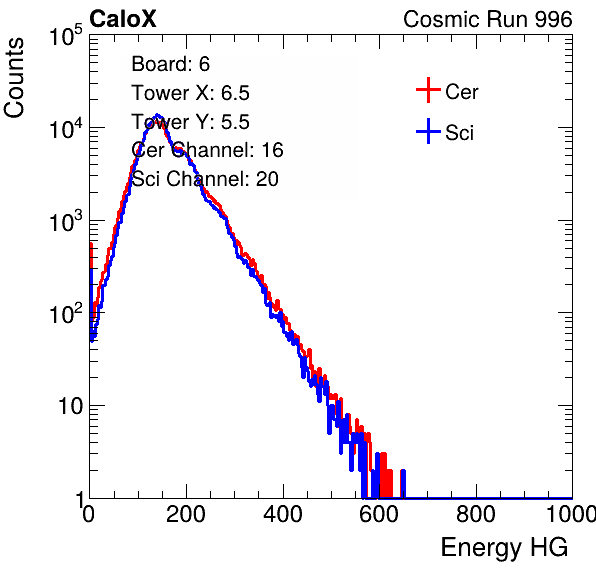 CaloX Cosmic Run 996
Counts
10^5
10^4
10^3
10^2
10
1
Board: 6
Tower X: 6.5
Tower Y: 5.5
Cer Channel: 16
Sci Channel: 20
Cer
Sci
0 200 400 600 800 1000
Energy HG